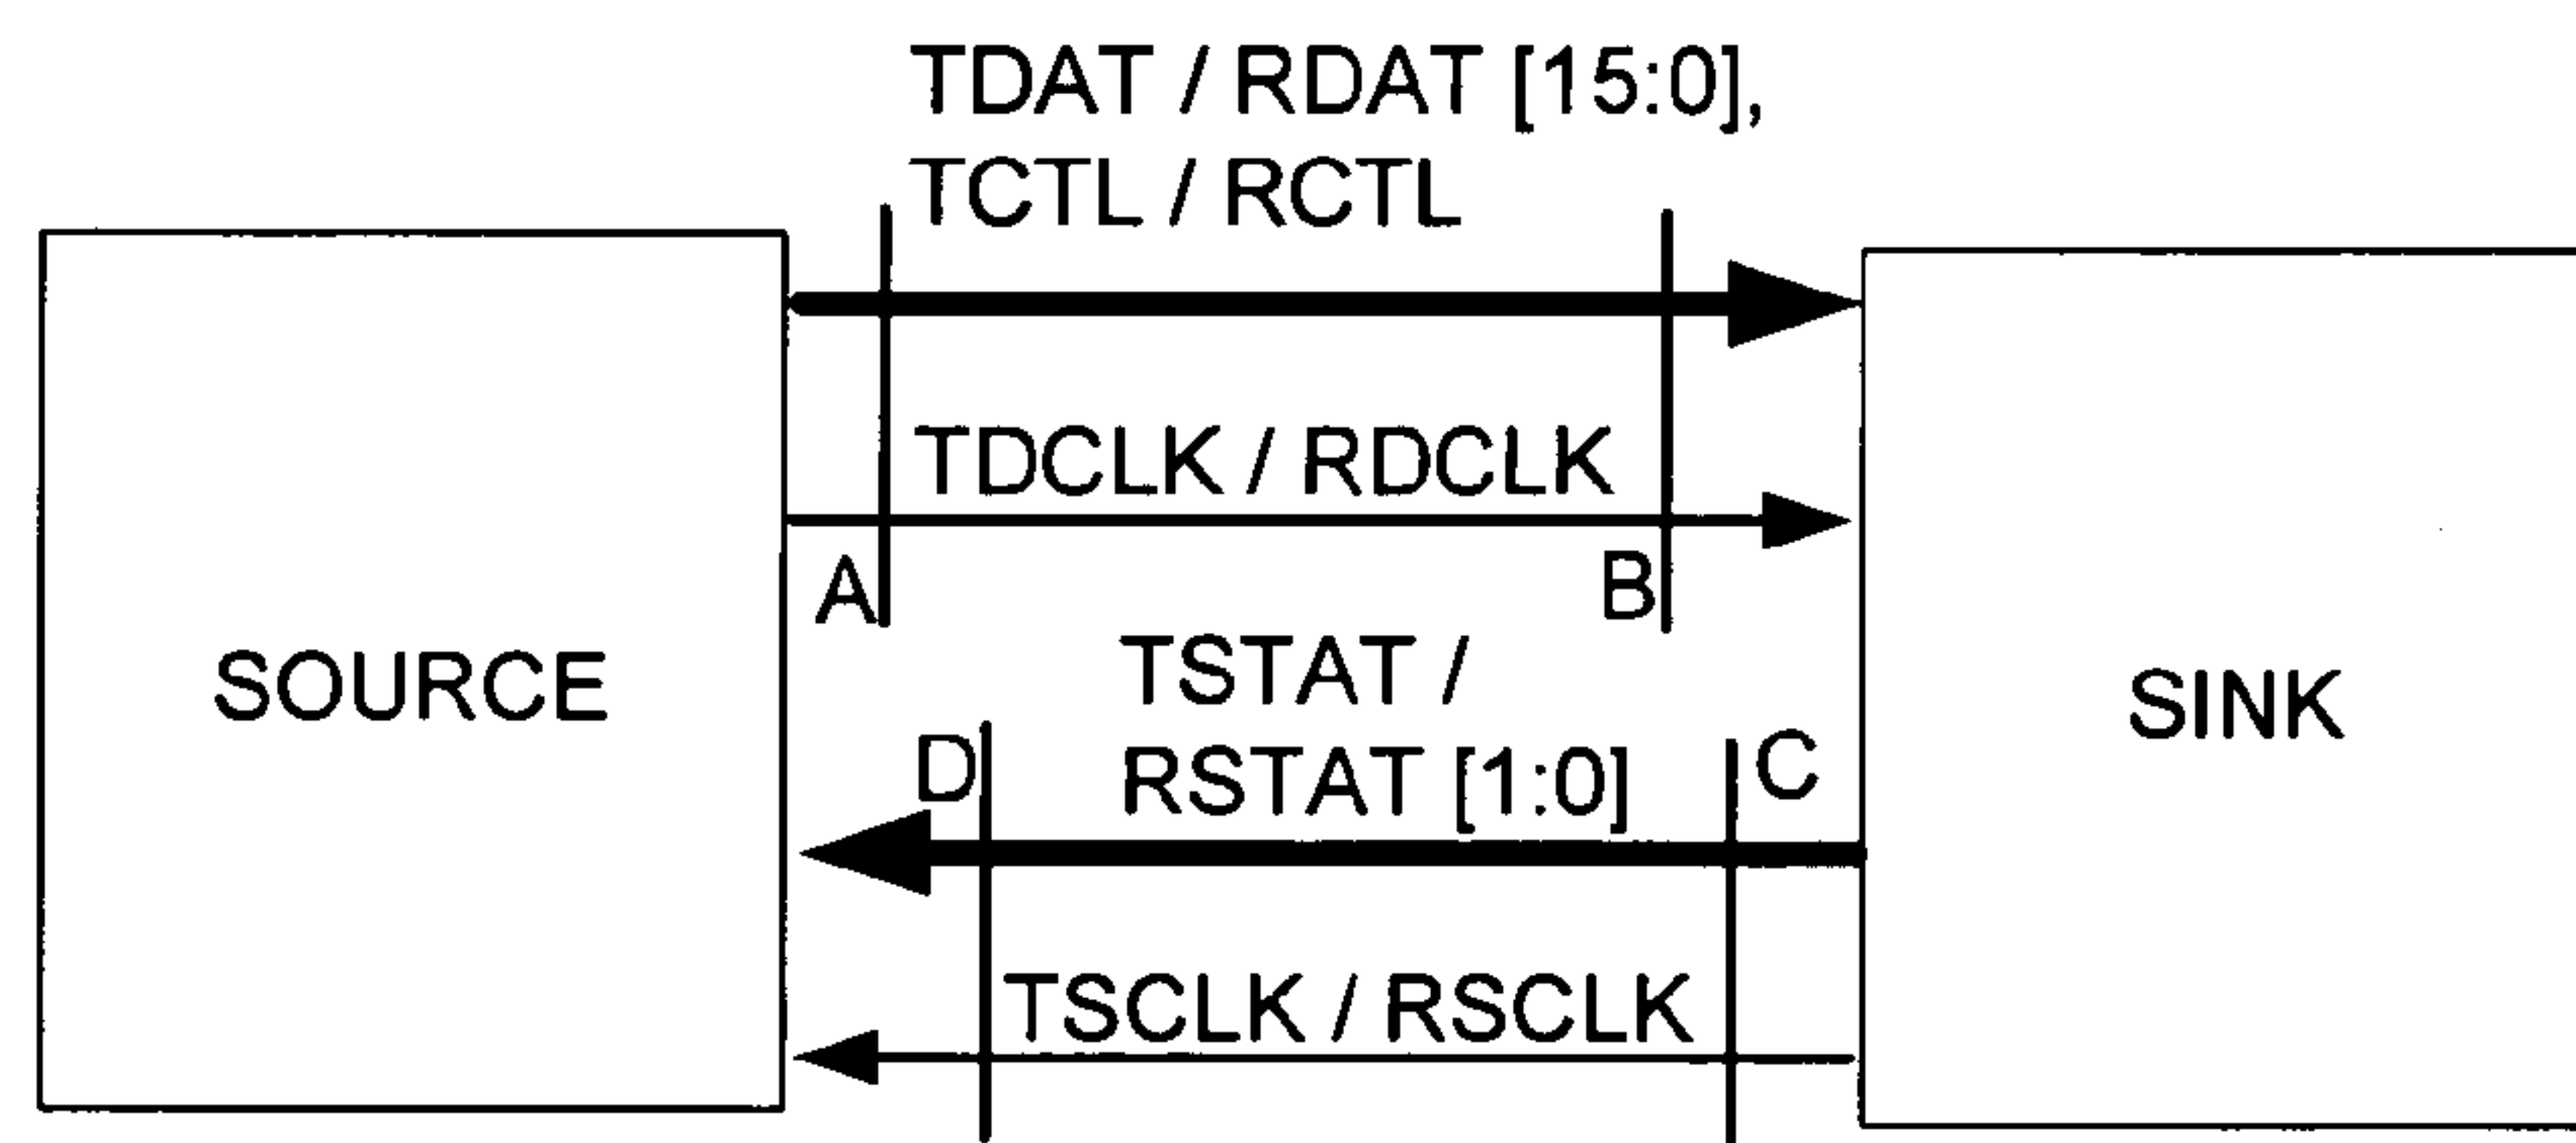 TDAT / RDAT [15:0],
TCTL / RCTL
TDCLK / RDCLK
A
B
SOURCE
TSTAT /
RSTAT [1:0]
SINK
D
C
TSCLK / RSCLK